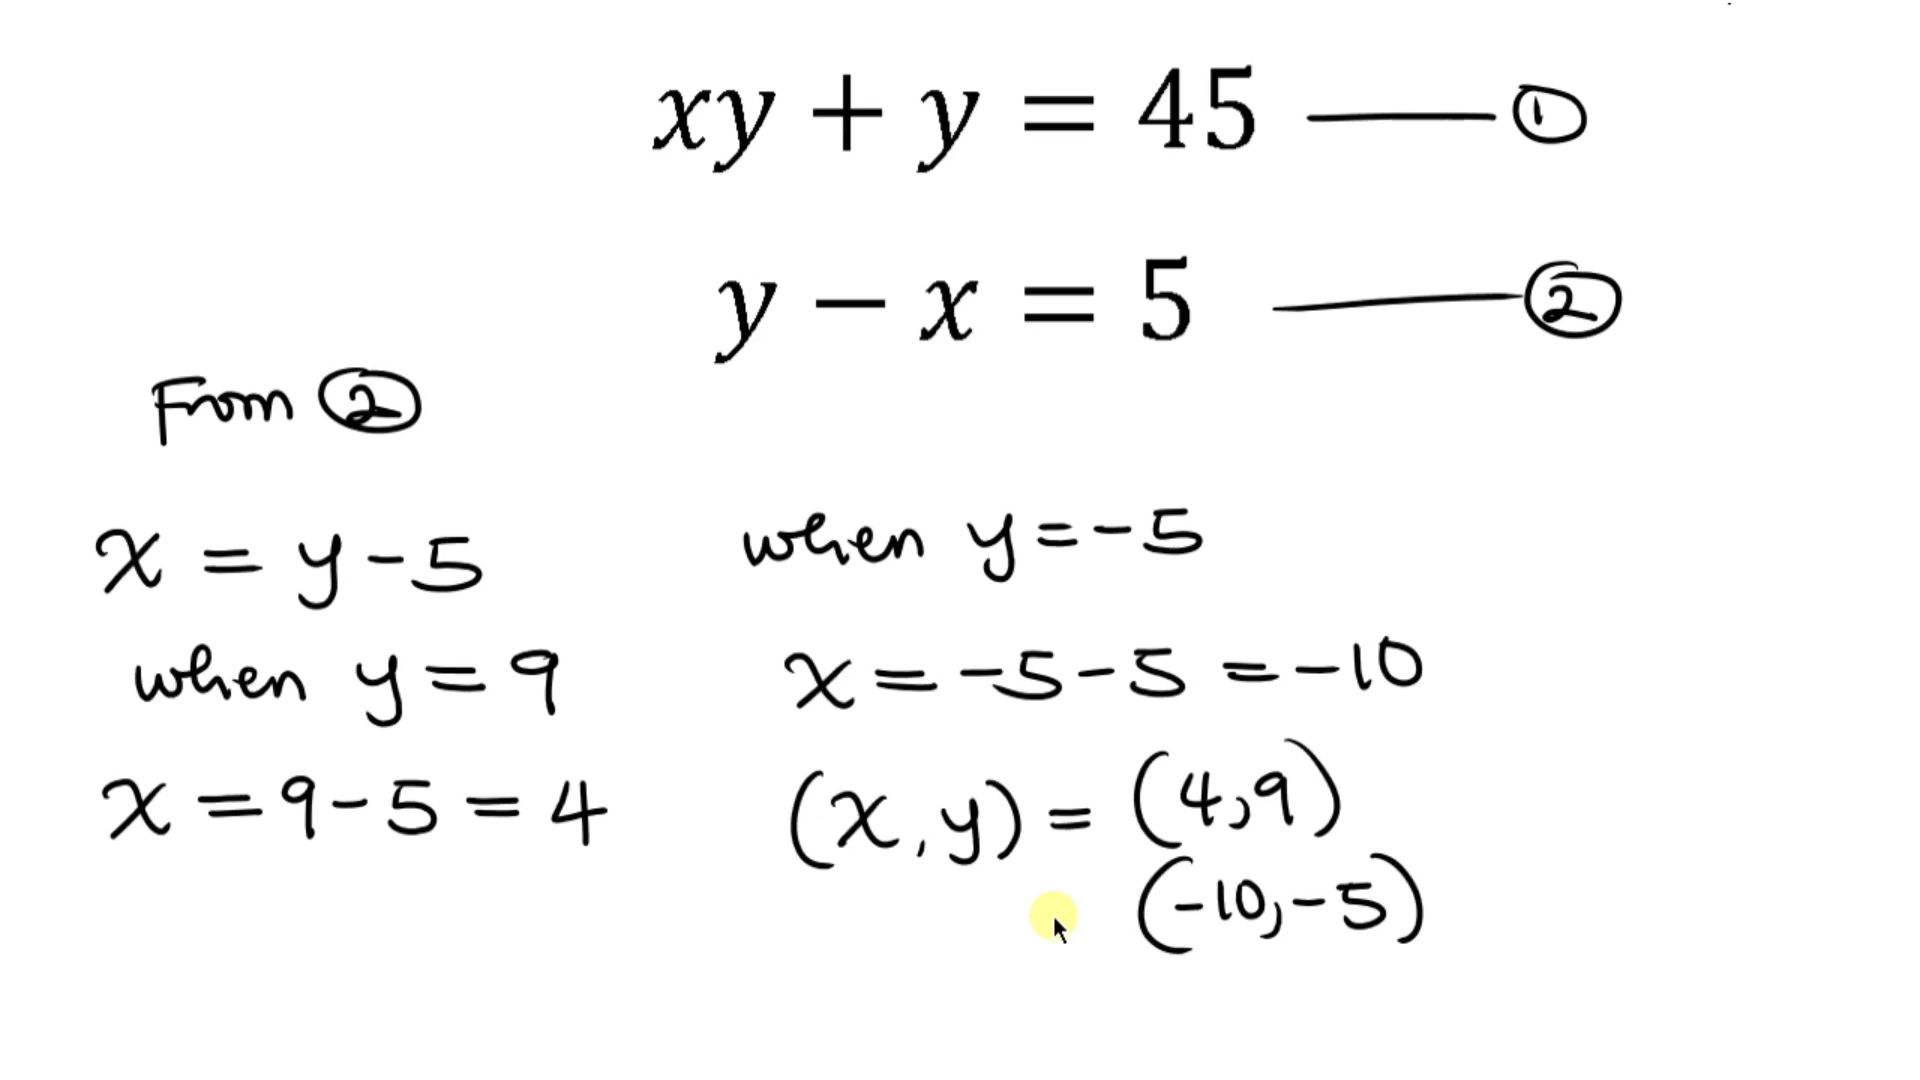 xy + y = 45 —— ①
y − x = 5 —— ②
From ②
x = y - 5
when y = 9
x = 9 - 5 = 4
when y = -5
x = -5 - 5 = -10
(x, y) = (4, 9)
(-10, -5)